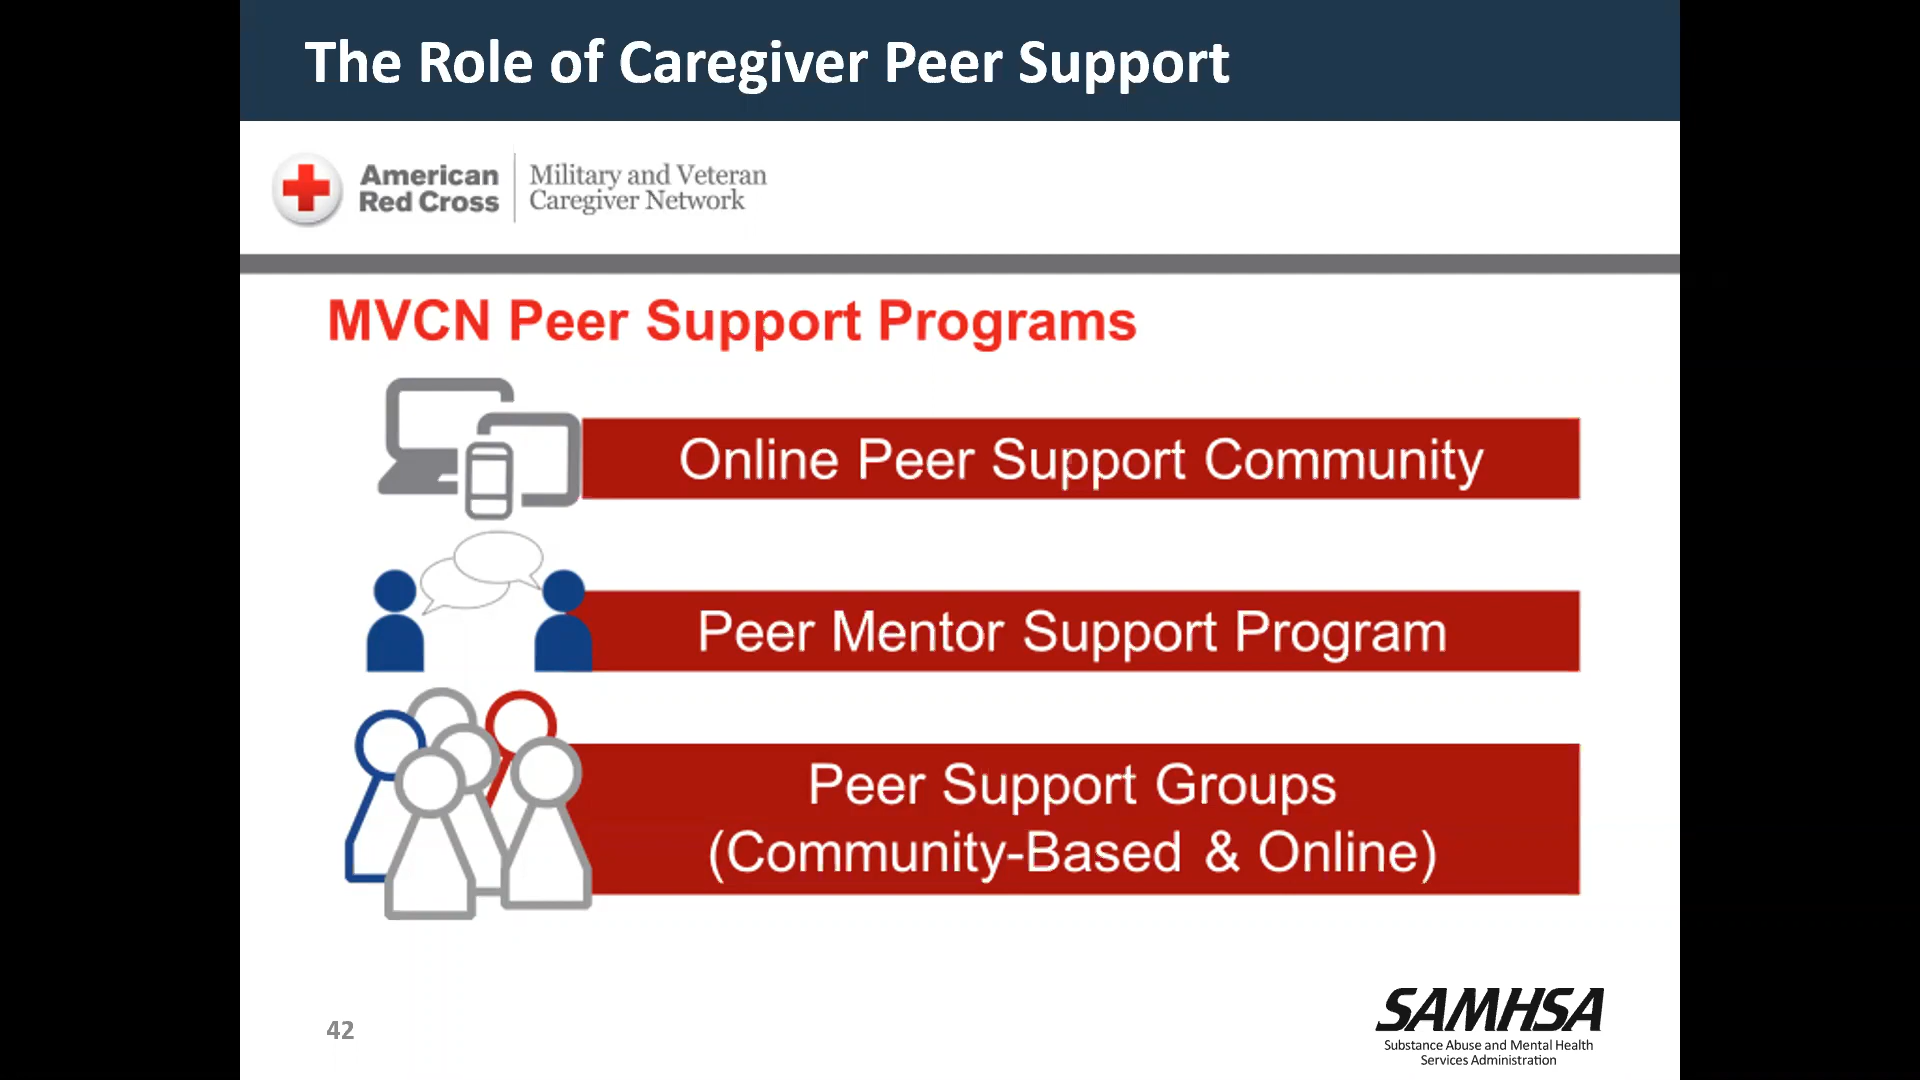 The Role of Caregiver Peer Support
American
Red Cross
Military and Veteran
Caregiver Network
MVCN Peer Support Programs
Online Peer Support Community
Peer Mentor Support Program
Peer Support Groups
(Community-Based & Online)
42
SAMHSA
Substance Abuse and Mental Health
Services Administration